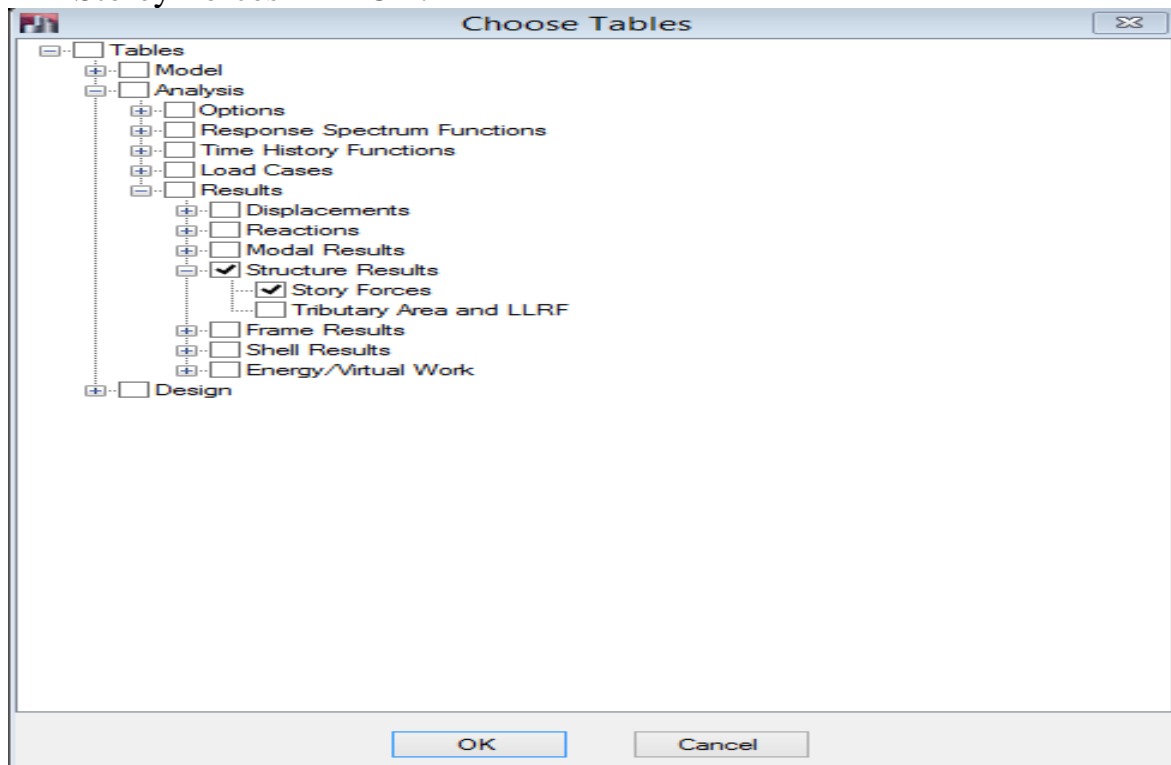 Choose Tables
Tables
Model
Analysis
Options
Response Spectrum Functions
Time History Functions
Load Cases
Results
Displacements
Reactions
Modal Results
Structure Results
Story Forces
Tributary Area and LLRF
Frame Results
Shell Results
Energy/Virtual Work
Design
OK Cancel